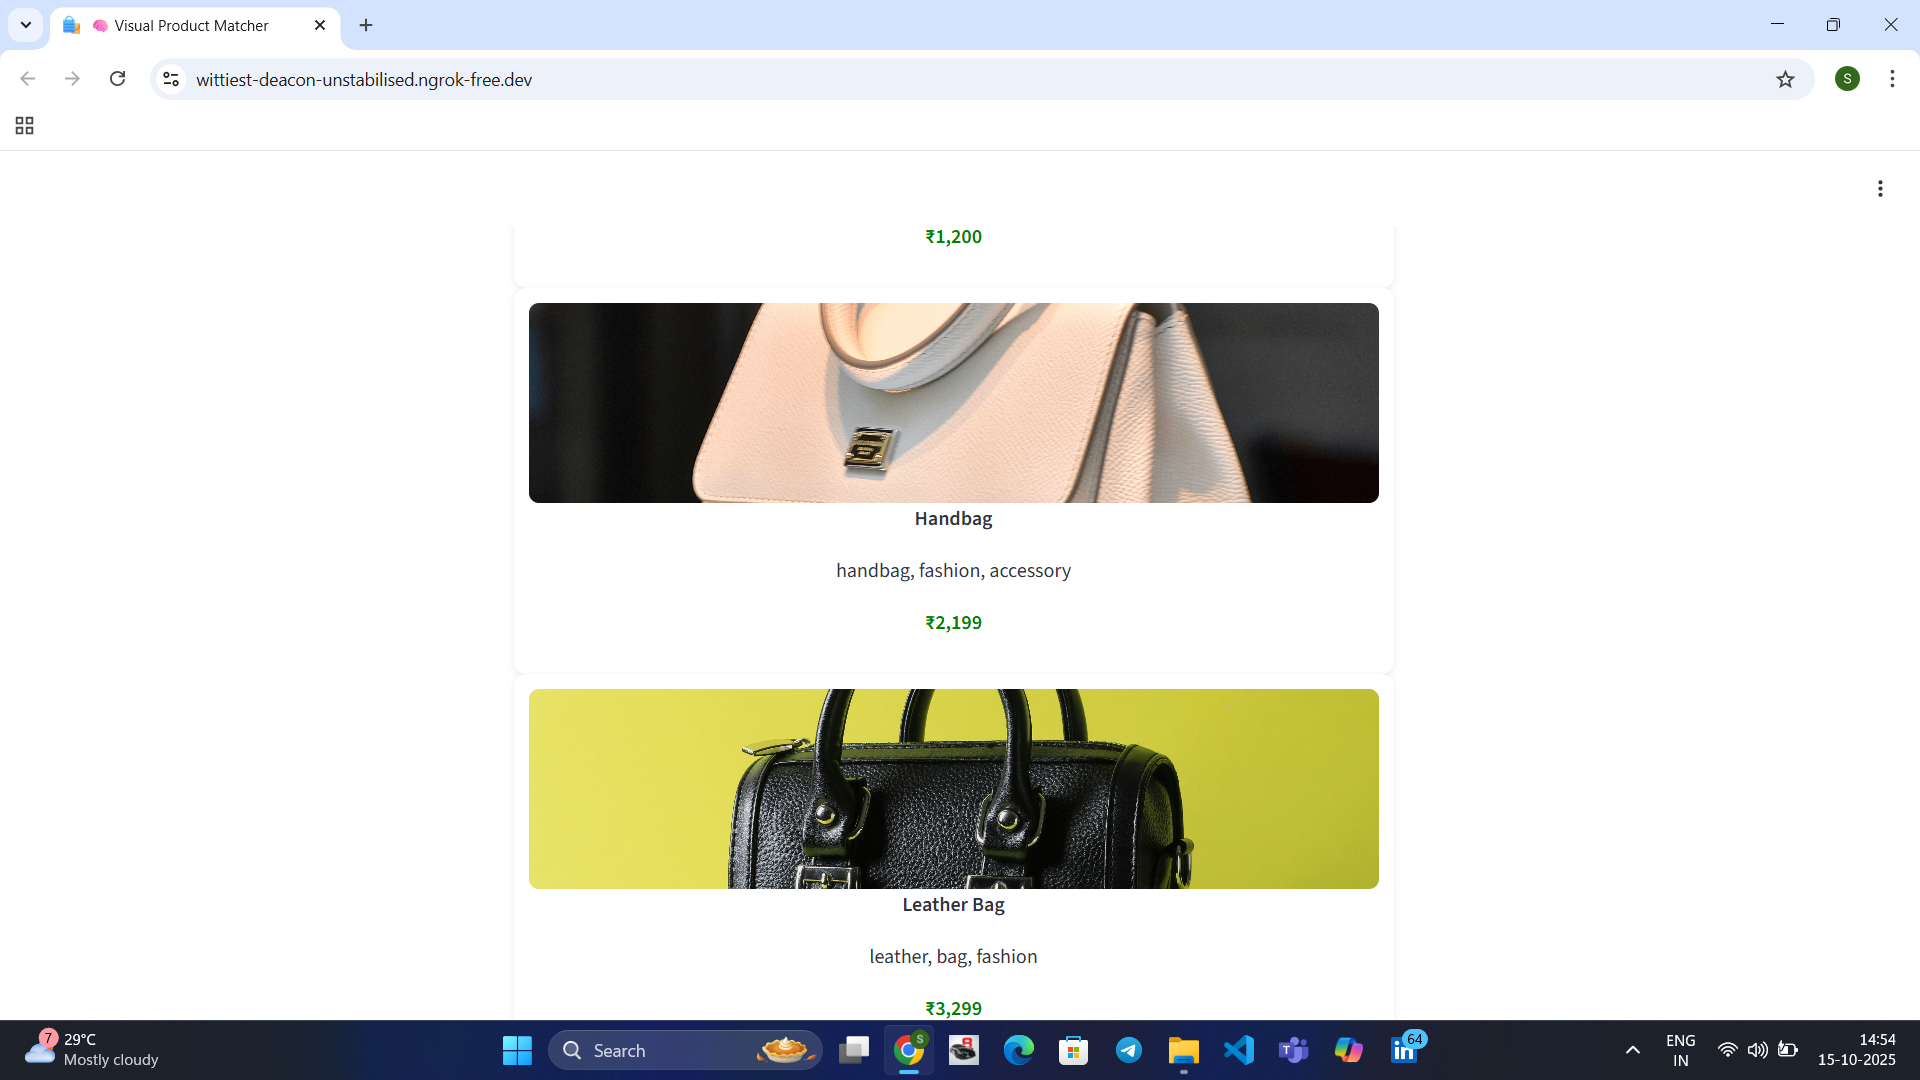 Visual Product Matcher
wittiest-deacon-unstabilised.ngrok-free.dev
S
₹1,200
Handbag
handbag, fashion, accessory
₹2,199
Leather Bag
leather, bag, fashion
₹3,299
7
29°C
Mostly cloudy
Search
S
64
ENG
IN
14:54
15-10-2025